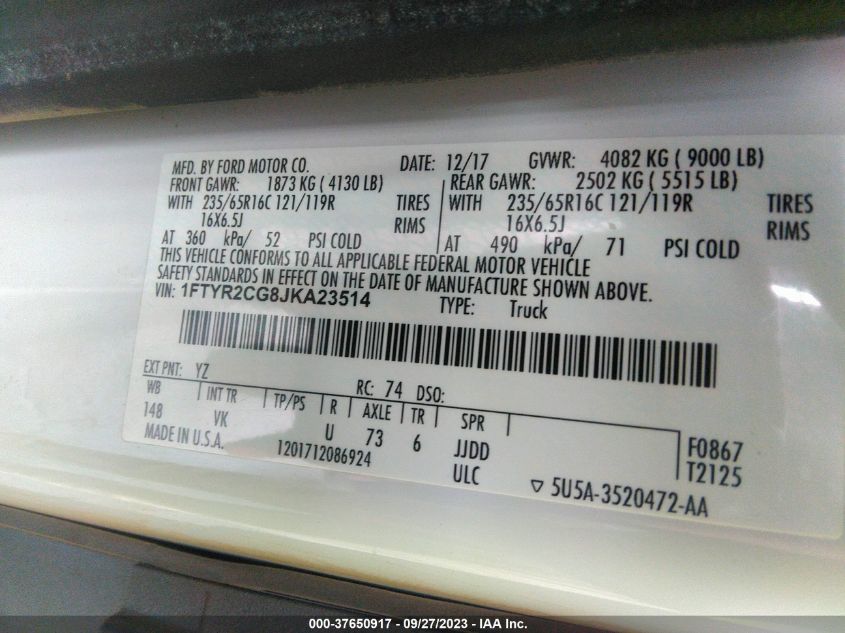 MFD. BY FORD MOTOR CO. DATE: 12/17 GVWR: 4082 KG ( 9000 LB)
FRONT GAWR: 1873 KG ( 4130 LB) REAR GAWR: 2502 KG ( 5515 LB)
WITH 235/65R16C 121/119R TIRES WITH 235/65R16C 121/119R TIRES
16X6.5J RIMS 16X6.5J RIMS
AT 360 kPa/ 52 PSI COLD AT 490 kPa/ 71 PSI COLD
THIS VEHICLE CONFORMS TO ALL APPLICABLE FEDERAL MOTOR VEHICLE
SAFETY STANDARDS IN EFFECT ON THE DATE OF MANUFACTURE SHOWN ABOVE.
VIN: 1FTYR2CG8JKA23514 TYPE: Truck
EXT PNT: YZ RC: 74 DSO:
WB INT TR TP/PS R AXLE TR SPR
148 VK U 73 6 JJDD F0867
MADE IN U.S.A. 1201712086924 ULC T2125
▽ 5U5A-3520472-AA
000-37650917 - 09/27/2023 - IAA Inc.